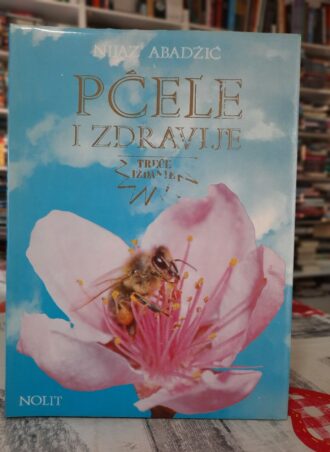 NIJAZ ABADŽIĆ
PČELE
I ZDRAVLJE
TREĆE
IZDANJE
NOLIT